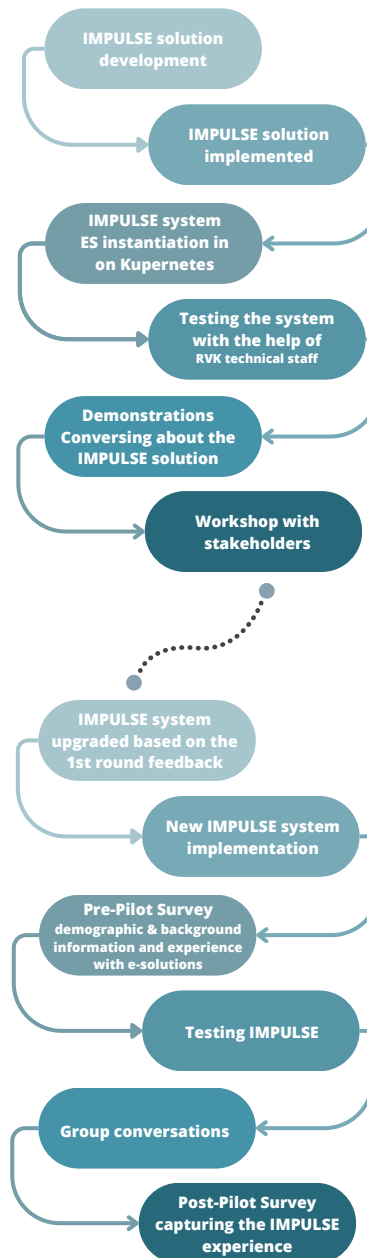 IMPULSE solution
development
IMPULSE solution
implemented
IMPULSE system
ES instantiation in
on Kupernetes
Testing the system
with the help of
RVK technical staff
Demonstrations
Conversing about the
IMPULSE solution
Workshop with
stakeholders
IMPULSE system
upgraded based on the
1st round feedback
New IMPULSE system
implementation
Pre-Pilot Survey
demographic & background
information and experience
with e-solutions
Testing IMPULSE
Group conversations
Post-Pilot Survey
capturing the IMPULSE
experience